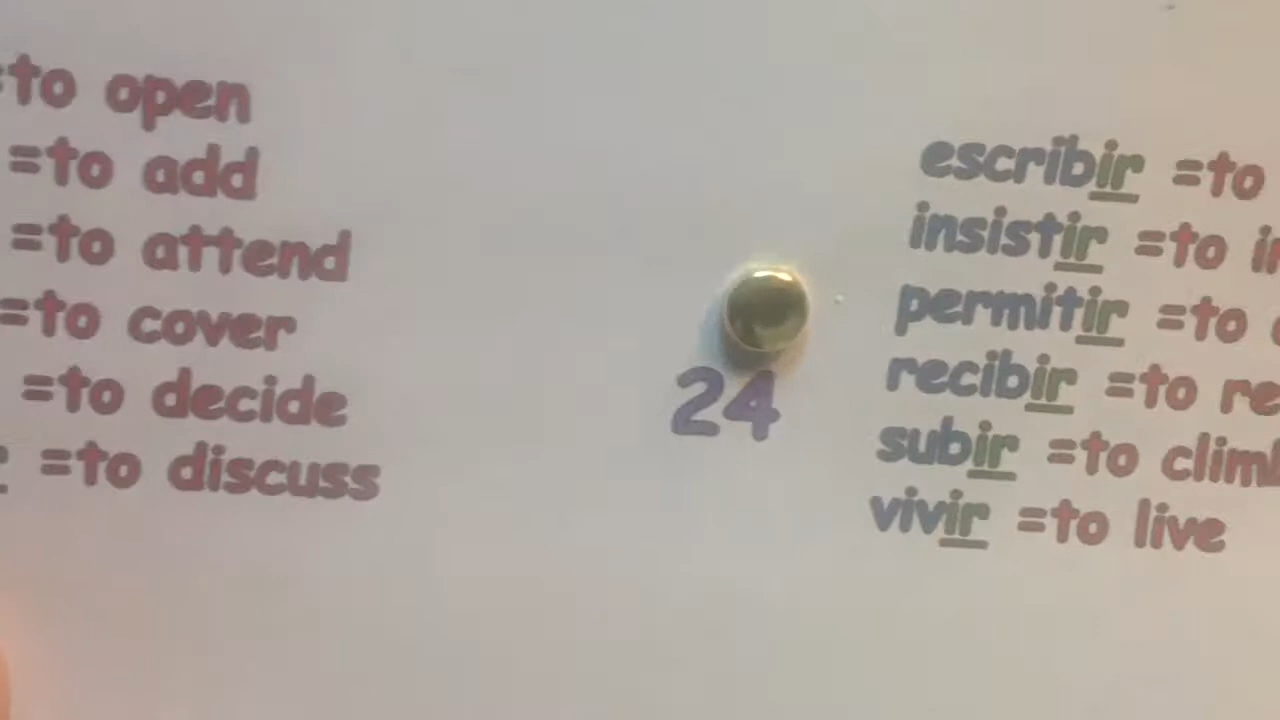 =to open
=to add
=to attend
=to cover
=to decide
=to discuss
24
escribir =to
insistir =to
permitir =to
recibir =to
subir =to
vivir =to live